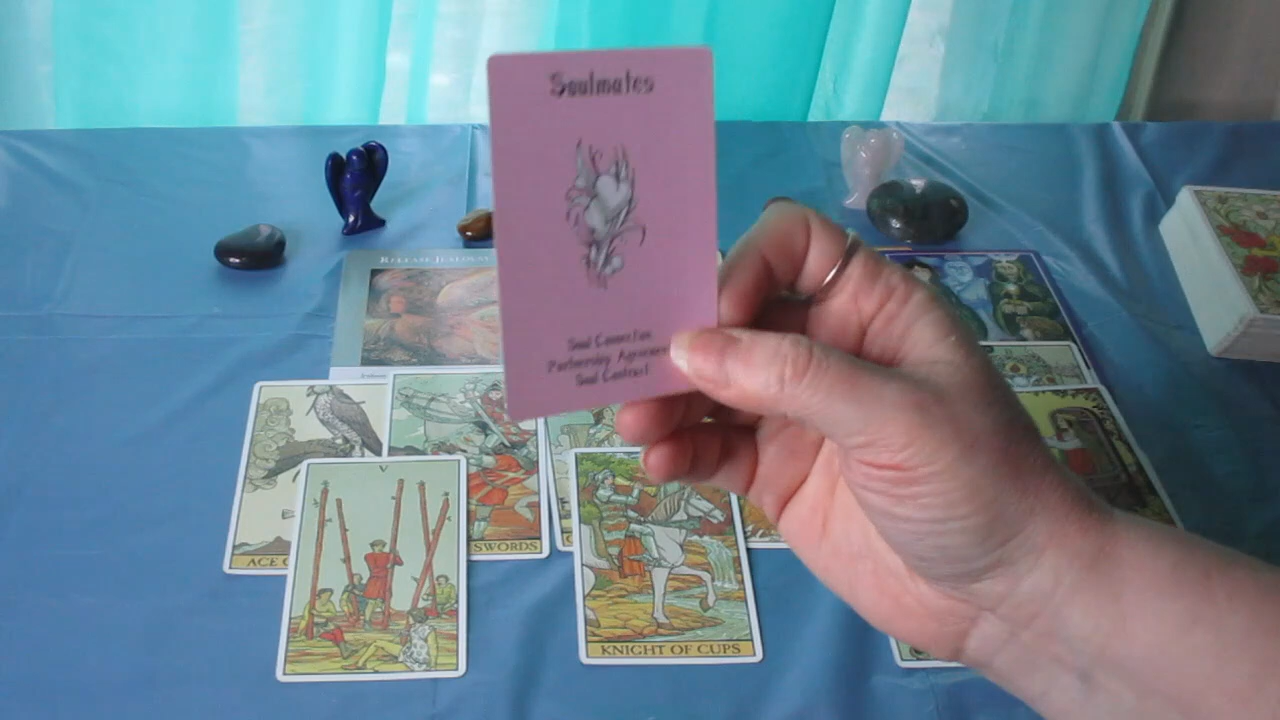 Soulmates
Soul Connection
Partnership Agreement
Soul Contract
RELEASE JEALOUSY
ACE
SWORDS
V
KNIGHT OF CUPS